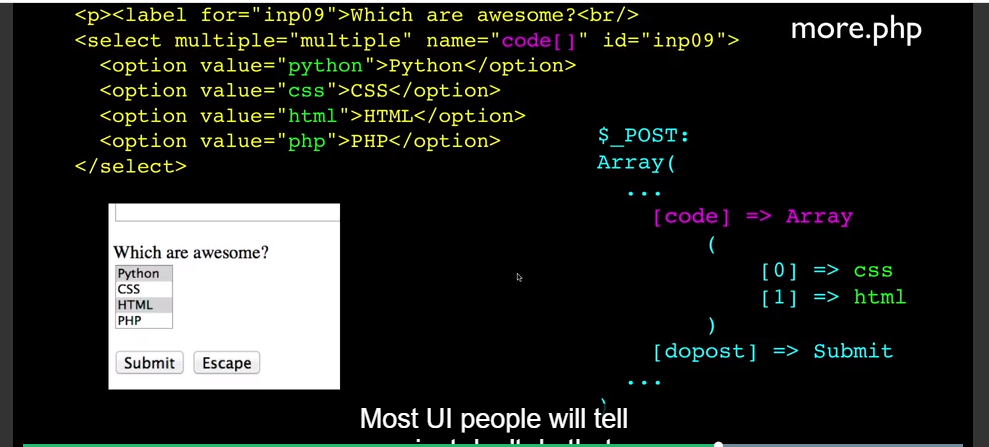 <p><label for="inp09">Which are awesome?<br/>
<select multiple="multiple" name="code[]" id="inp09">
<option value="python">Python</option>
<option value="css">CSS</option>
<option value="html">HTML</option>
<option value="php">PHP</option>
</select>
more.php
Which are awesome?
Python
CSS
HTML
PHP
Submit Escape
$_POST:
Array(
...
[code] => Array
(
[0] => css
[1] => html
)
[dopost] => Submit
...
)
Most UI people will tell